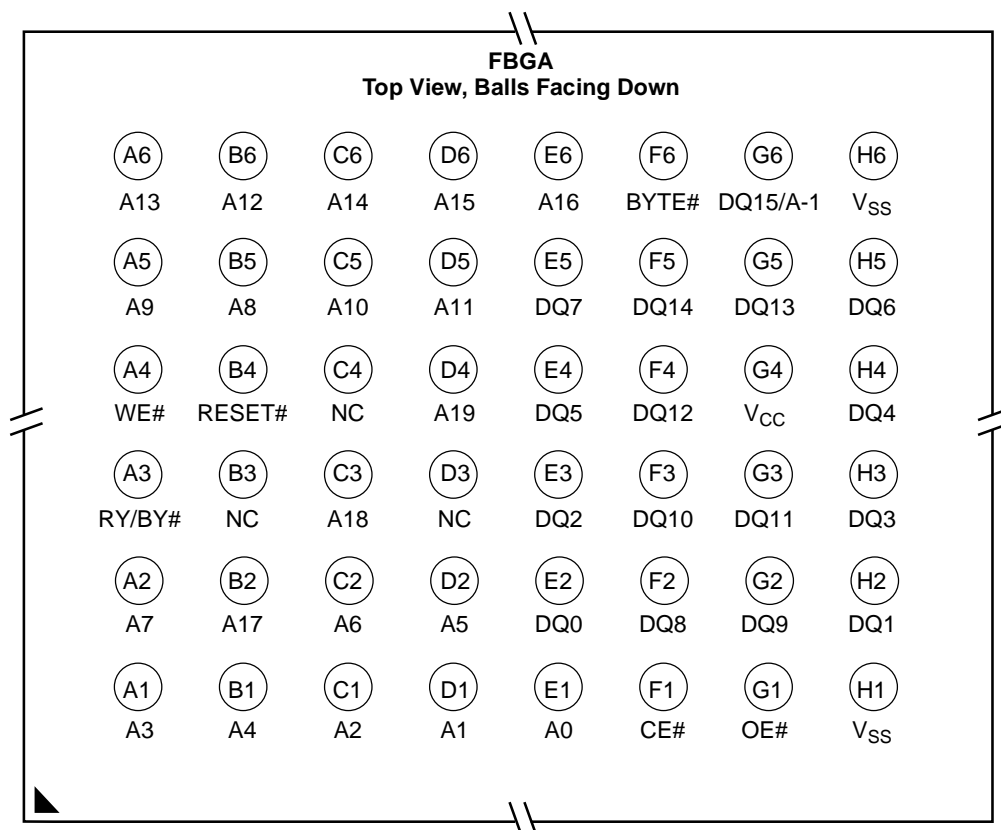 FBGA
Top View, Balls Facing Down
A6 B6 C6 D6 E6 F6 G6 H6
A13 A12 A14 A15 A16 BYTE# DQ15/A-1 VSS
A5 B5 C5 D5 E5 F5 G5 H5
A9 A8 A10 A11 DQ7 DQ14 DQ13 DQ6
A4 B4 C4 D4 E4 F4 G4 H4
WE# RESET# NC A19 DQ5 DQ12 VCC DQ4
A3 B3 C3 D3 E3 F3 G3 H3
RY/BY# NC A18 NC DQ2 DQ10 DQ11 DQ3
A2 B2 C2 D2 E2 F2 G2 H2
A7 A17 A6 A5 DQ0 DQ8 DQ9 DQ1
A1 B1 C1 D1 E1 F1 G1 H1
A3 A4 A2 A1 A0 CE# OE# VSS